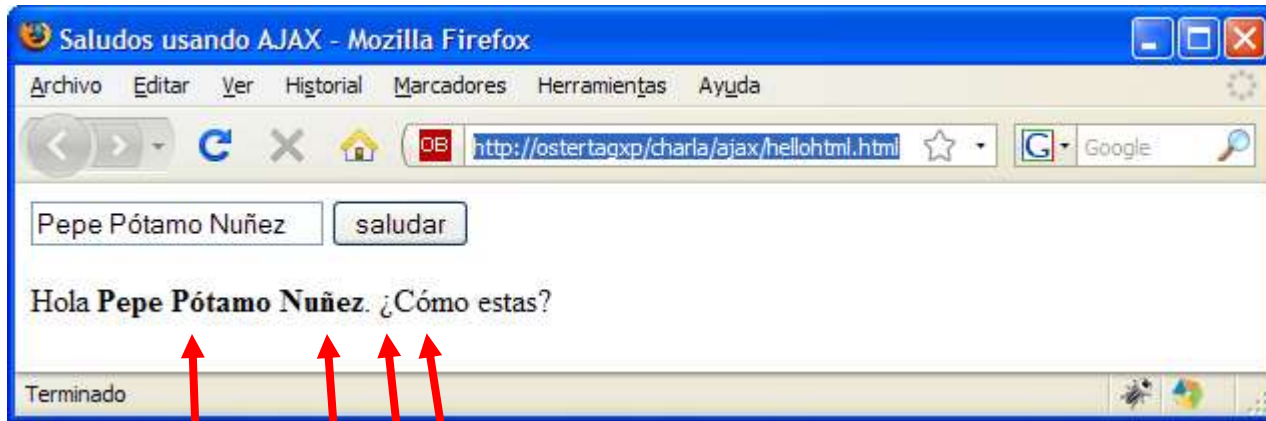 Saludos usando AJAX - Mozilla Firefox
Archivo Editar Ver Historial Marcadores Herramientas Ayuda
OB http://ostertagxp/charla/ajax/hellohtml.html G Google
Pepe Pótamo Nuñez saludar
Hola Pepe Pótamo Nuñez. ¿Cómo estas?
Terminado